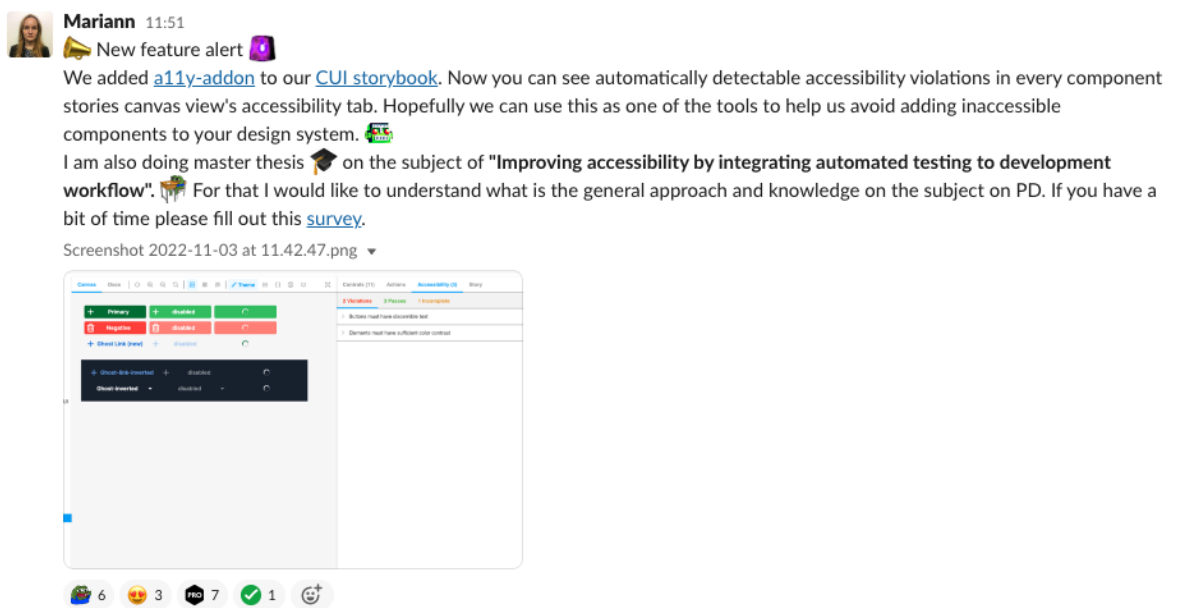 Mariann 11:51
New feature alert
We added a11y-addon to our CUI storybook. Now you can see automatically detectable accessibility violations in every component
stories canvas view's accessibility tab. Hopefully we can use this as one of the tools to help us avoid adding inaccessible
components to your design system.
I am also doing master thesis on the subject of "Improving accessibility by integrating automated testing to development
workflow". For that I would like to understand what is the general approach and knowledge on the subject on PD. If you have a
bit of time please fill out this survey.
Screenshot 2022-11-03 at 11.42.47.png
Canvas Docs Theme Controls (11) Actions Accessibility (3) Story
2 Violations 3 Passes 1 Incomplete
Primary disabled
Buttons must have discernible text
Negative disabled
Elements must have sufficient color contrast
Ghost Link (new) disabled
Ghost-link-inverted disabled
Ghost-inverted disabled
6 3 PRO 7 1